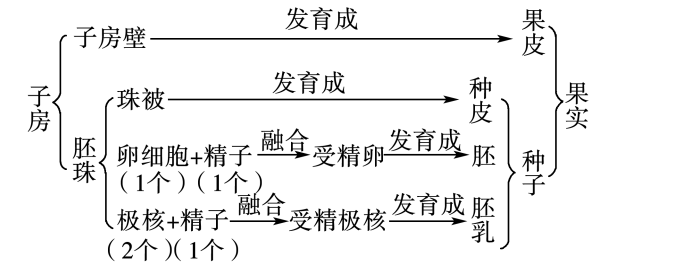 子房
子房壁
发育成
果皮
胚珠
珠被
发育成
种皮
卵细胞+精子
融合
受精卵
发育成
胚
(1个)(1个)
极核+精子
融合
受精极核
发育成
胚乳
(2个)(1个)
种子
果实